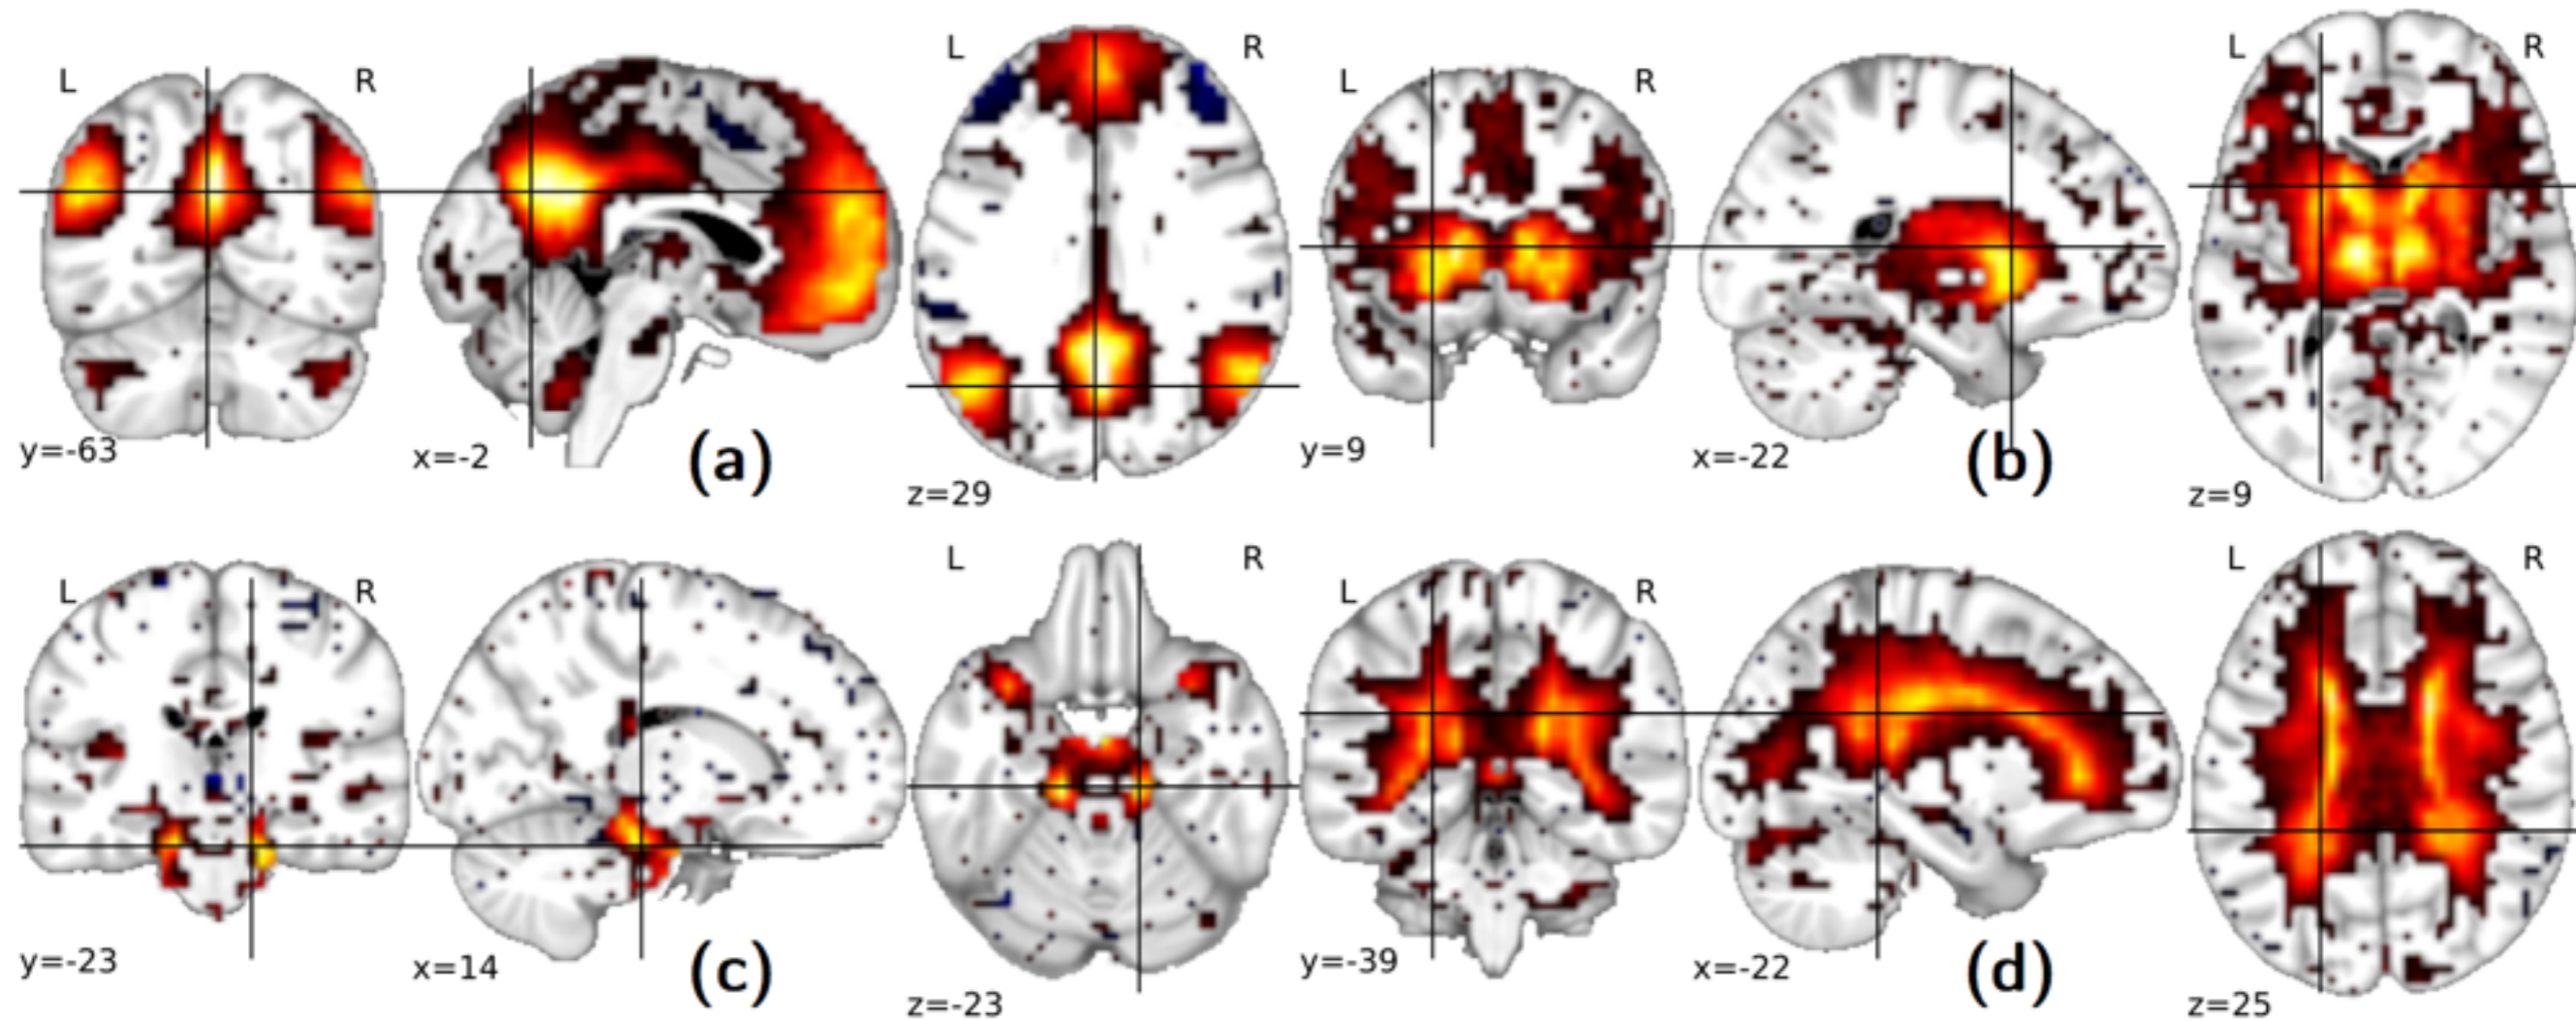 L R
y=-63
x=-2
(a)
L R
z=29
L R
y=9
x=-22
(b)
L R
z=9
L R
y=-23
x=14
(c)
L R
z=-23
L R
y=-39
x=-22
(d)
L R
z=25